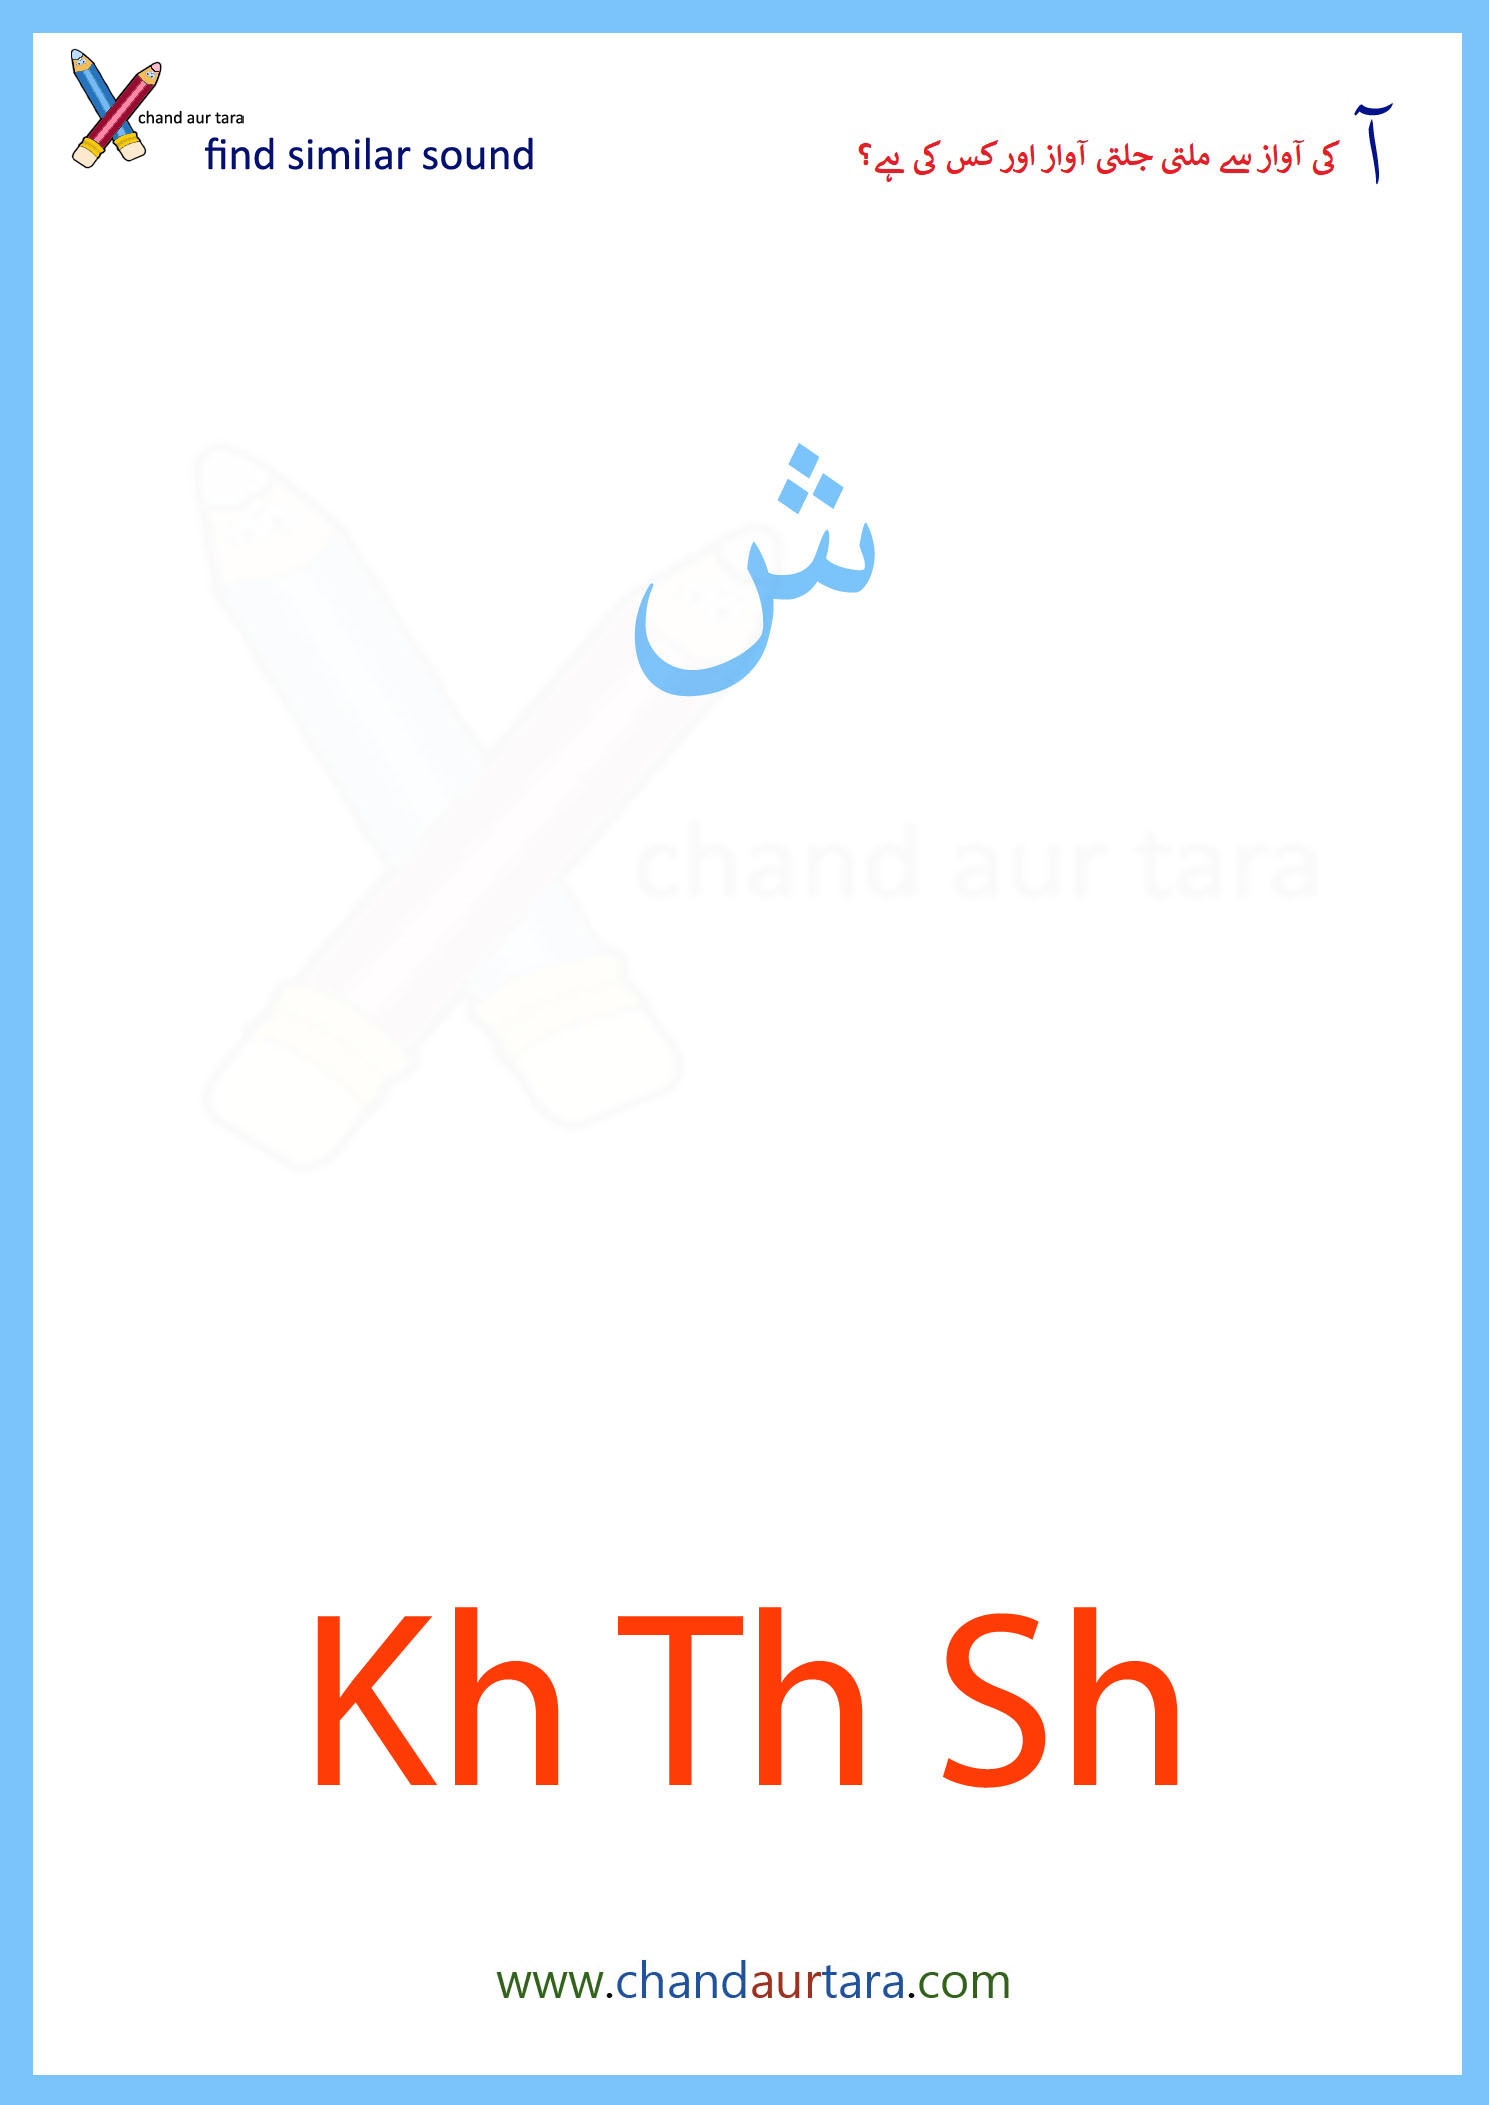 chand aur tara
find similar sound
آ کی آواز سے ملتی جلتی آواز اور کس کی ہے؟
ش
chand aur tara
Kh Th Sh
www.chandaurtara.com